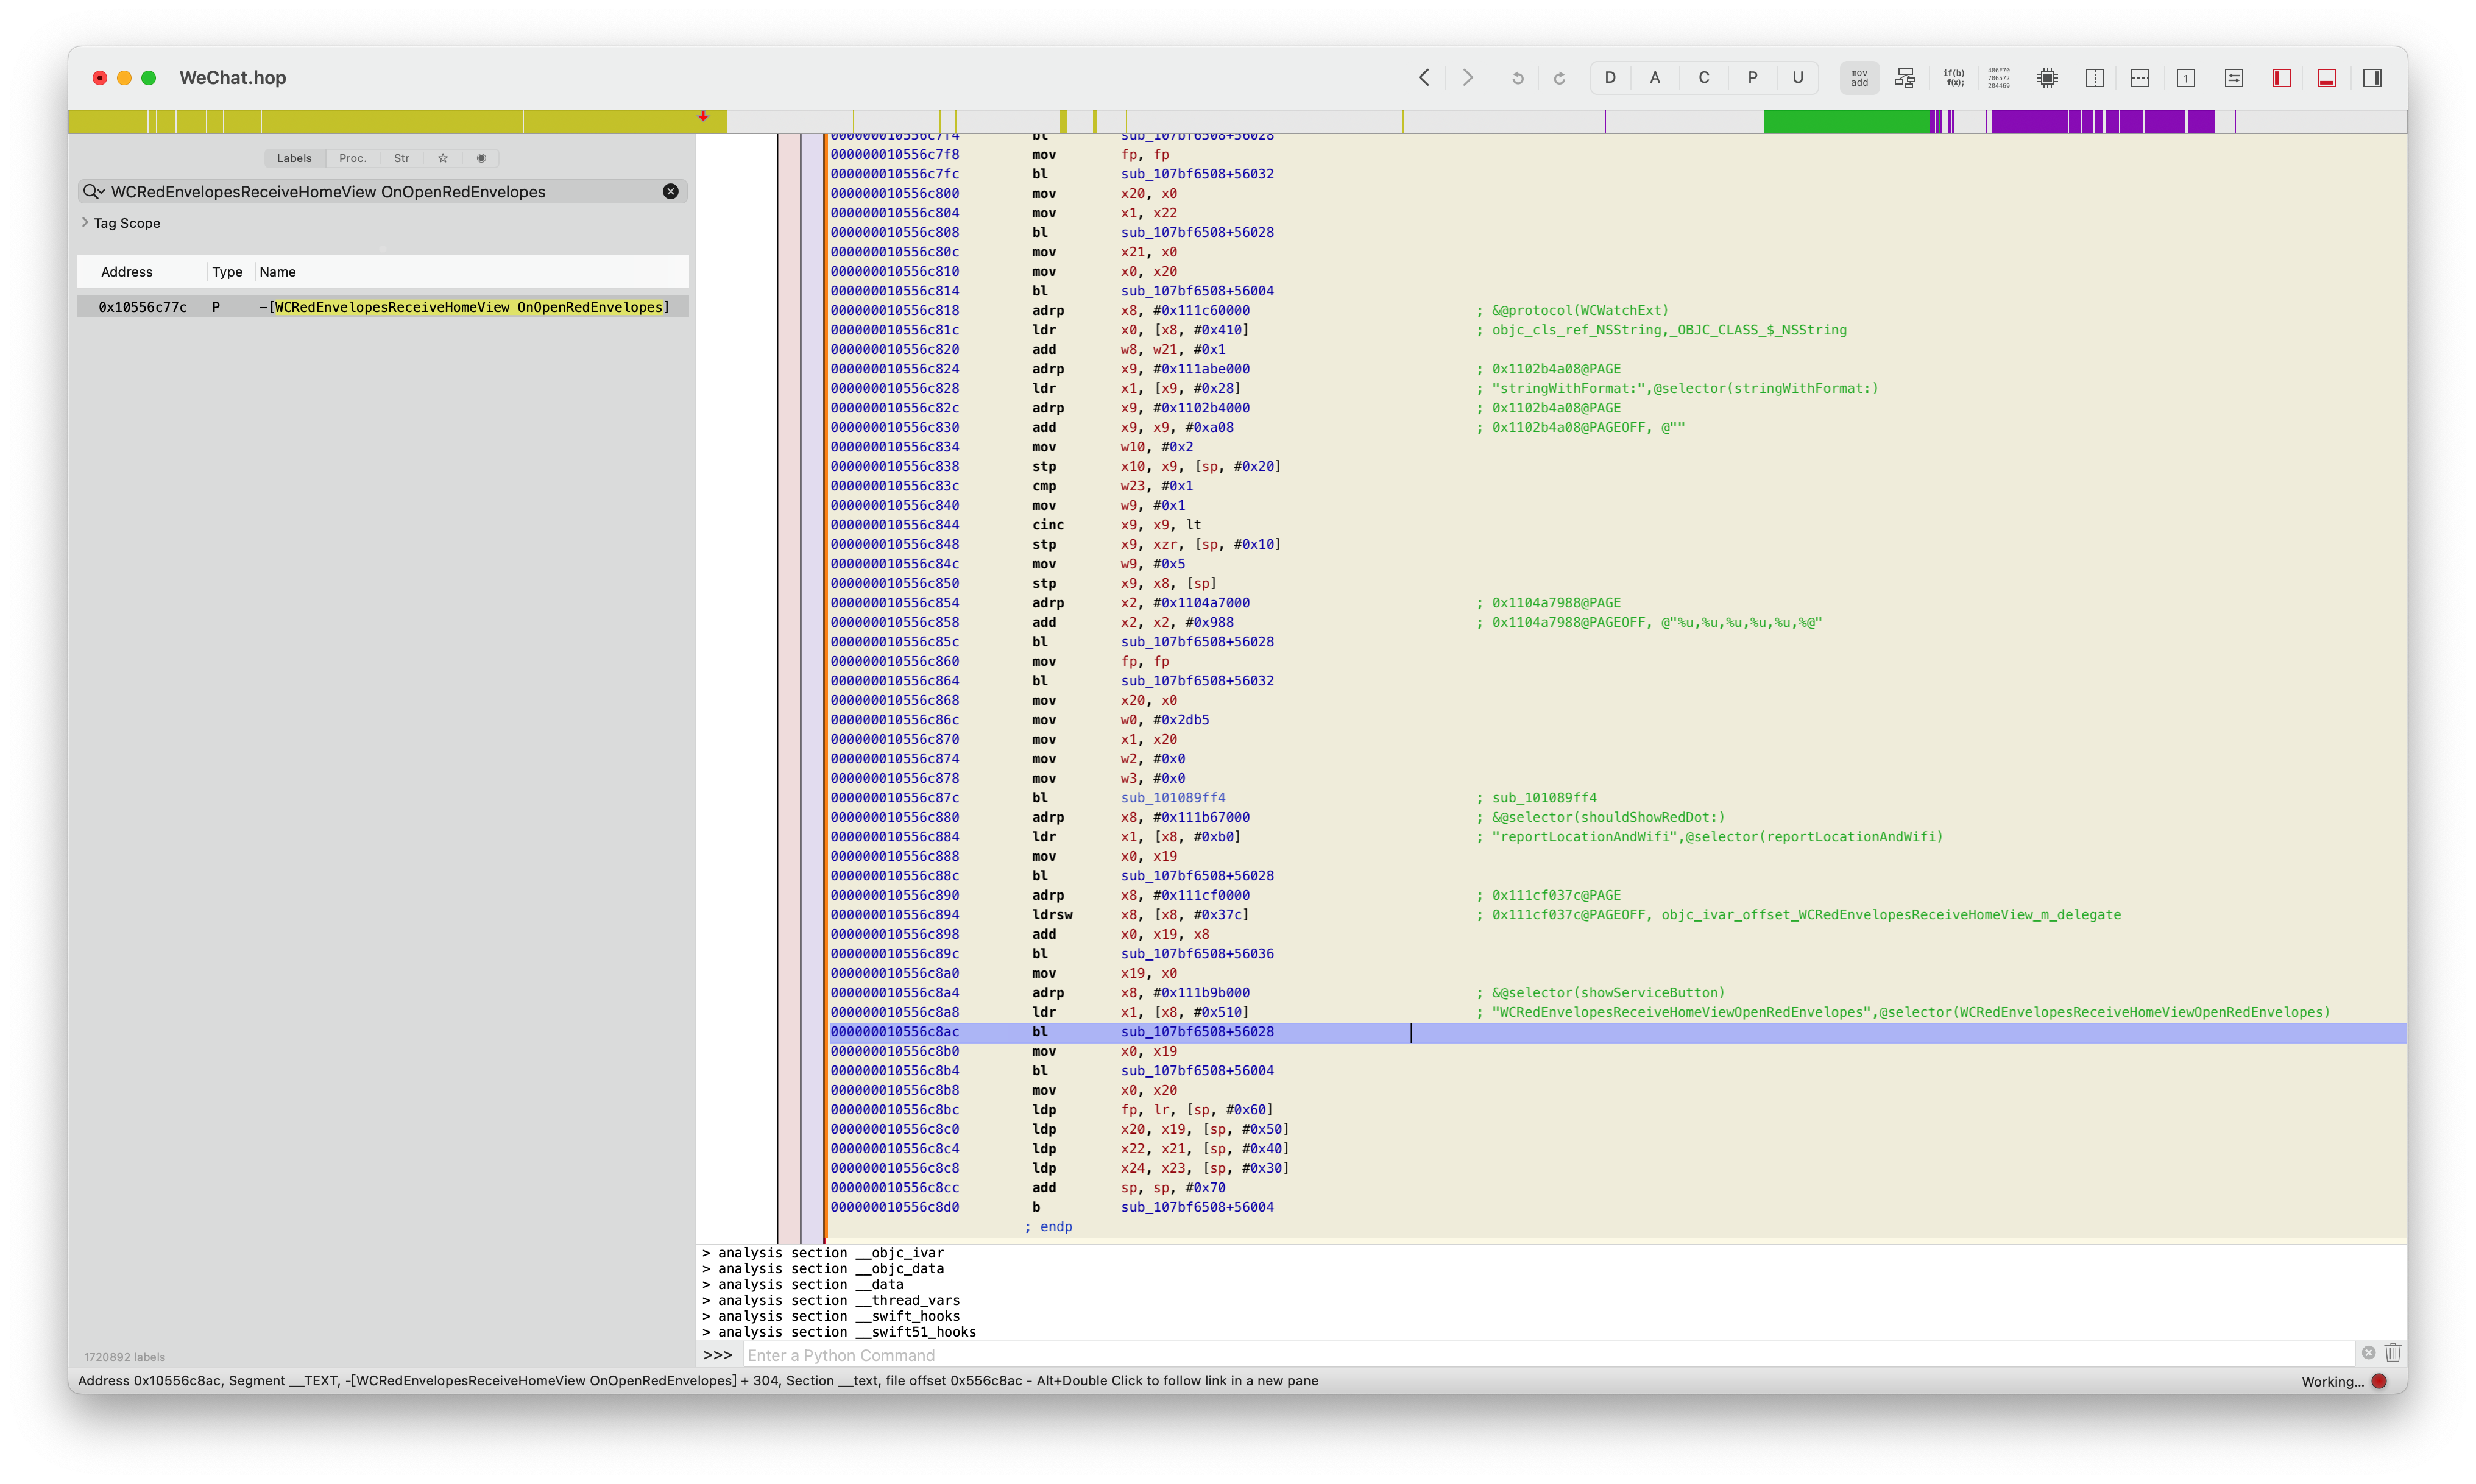 WeChat.hop
D A C P U
mov add
if(b) f(x);
486F70 706572 204469
1
Labels Proc. Str
WCRedEnvelopesReceiveHomeView OnOpenRedEnvelopes
Tag Scope
Address Type Name
0x10556c77c P -[WCRedEnvelopesReceiveHomeView OnOpenRedEnvelopes]
1720892 labels
000000010556c7f4 bl sub_107bf6508+56028
000000010556c7f8 mov fp, fp
000000010556c7fc bl sub_107bf6508+56032
000000010556c800 mov x20, x0
000000010556c804 mov x1, x22
000000010556c808 bl sub_107bf6508+56028
000000010556c80c mov x21, x0
000000010556c810 mov x0, x20
000000010556c814 bl sub_107bf6508+56004
000000010556c818 adrp x8, #0x111c60000 ; &@protocol(WCWatchExt)
000000010556c81c ldr x0, [x8, #0x410] ; objc_cls_ref_NSString,_OBJC_CLASS_$_NSString
000000010556c820 add w8, w21, #0x1
000000010556c824 adrp x9, #0x111abe000 ; 0x1102b4a08@PAGE
000000010556c828 ldr x1, [x9, #0x28] ; "stringWithFormat:",@selector(stringWithFormat:)
000000010556c82c adrp x9, #0x1102b4000 ; 0x1102b4a08@PAGE
000000010556c830 add x9, x9, #0xa08 ; 0x1102b4a08@PAGEOFF, @""
000000010556c834 mov w10, #0x2
000000010556c838 stp x10, x9, [sp, #0x20]
000000010556c83c cmp w23, #0x1
000000010556c840 mov w9, #0x1
000000010556c844 cinc x9, x9, lt
000000010556c848 stp x9, xzr, [sp, #0x10]
000000010556c84c mov w9, #0x5
000000010556c850 stp x9, x8, [sp]
000000010556c854 adrp x2, #0x1104a7000 ; 0x1104a7988@PAGE
000000010556c858 add x2, x2, #0x988 ; 0x1104a7988@PAGEOFF, @"%u,%u,%u,%u,%u,%@"
000000010556c85c bl sub_107bf6508+56028
000000010556c860 mov fp, fp
000000010556c864 bl sub_107bf6508+56032
000000010556c868 mov x20, x0
000000010556c86c mov w0, #0x2db5
000000010556c870 mov x1, x20
000000010556c874 mov w2, #0x0
000000010556c878 mov w3, #0x0
000000010556c87c bl sub_101089ff4 ; sub_101089ff4
000000010556c880 adrp x8, #0x111b67000 ; &@selector(shouldShowRedDot:)
000000010556c884 ldr x1, [x8, #0xb0] ; "reportLocationAndWifi",@selector(reportLocationAndWifi)
000000010556c888 mov x0, x19
000000010556c88c bl sub_107bf6508+56028
000000010556c890 adrp x8, #0x111cf0000 ; 0x111cf037c@PAGE
000000010556c894 ldrsw x8, [x8, #0x37c] ; 0x111cf037c@PAGEOFF, objc_ivar_offset_WCRedEnvelopesReceiveHomeView_m_delegate
000000010556c898 add x0, x19, x8
000000010556c89c bl sub_107bf6508+56036
000000010556c8a0 mov x19, x0
000000010556c8a4 adrp x8, #0x111b9b000 ; &@selector(showServiceButton)
000000010556c8a8 ldr x1, [x8, #0x510] ; "WCRedEnvelopesReceiveHomeViewOpenRedEnvelopes",@selector(WCRedEnvelopesReceiveHomeViewOpenRedEnvelopes)
000000010556c8ac bl sub_107bf6508+56028
000000010556c8b0 mov x0, x19
000000010556c8b4 bl sub_107bf6508+56004
000000010556c8b8 mov x0, x20
000000010556c8bc ldp fp, lr, [sp, #0x60]
000000010556c8c0 ldp x20, x19, [sp, #0x50]
000000010556c8c4 ldp x22, x21, [sp, #0x40]
000000010556c8c8 ldp x24, x23, [sp, #0x30]
000000010556c8cc add sp, sp, #0x70
000000010556c8d0 b sub_107bf6508+56004
; endp
> analysis section __objc_ivar
> analysis section __objc_data
> analysis section __data
> analysis section __thread_vars
> analysis section __swift_hooks
> analysis section __swift51_hooks
>>> Enter a Python Command
Address 0x10556c8ac, Segment __TEXT, -[WCRedEnvelopesReceiveHomeView OnOpenRedEnvelopes] + 304, Section __text, file offset 0x556c8ac - Alt+Double Click to follow link in a new pane
Working...